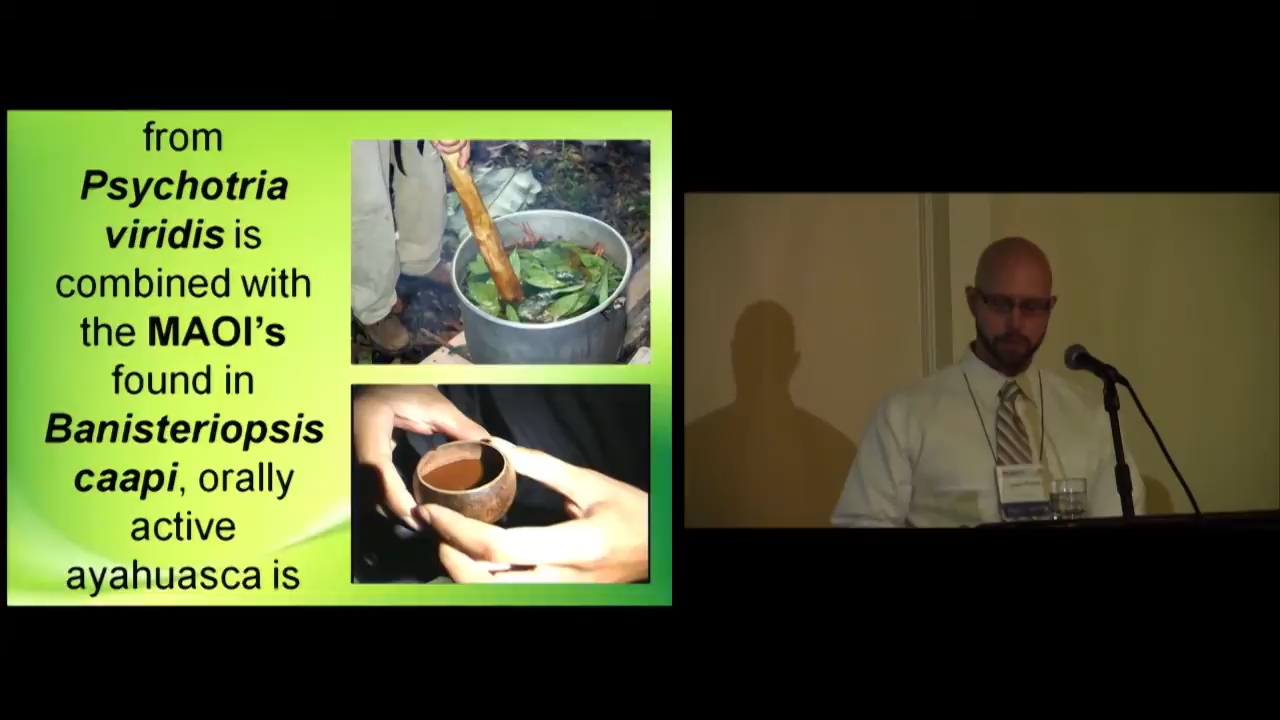 from
Psychotria
viridis is
combined with
the MAOI's
found in
Banisteriopsis
caapi, orally
active
ayahuasca is